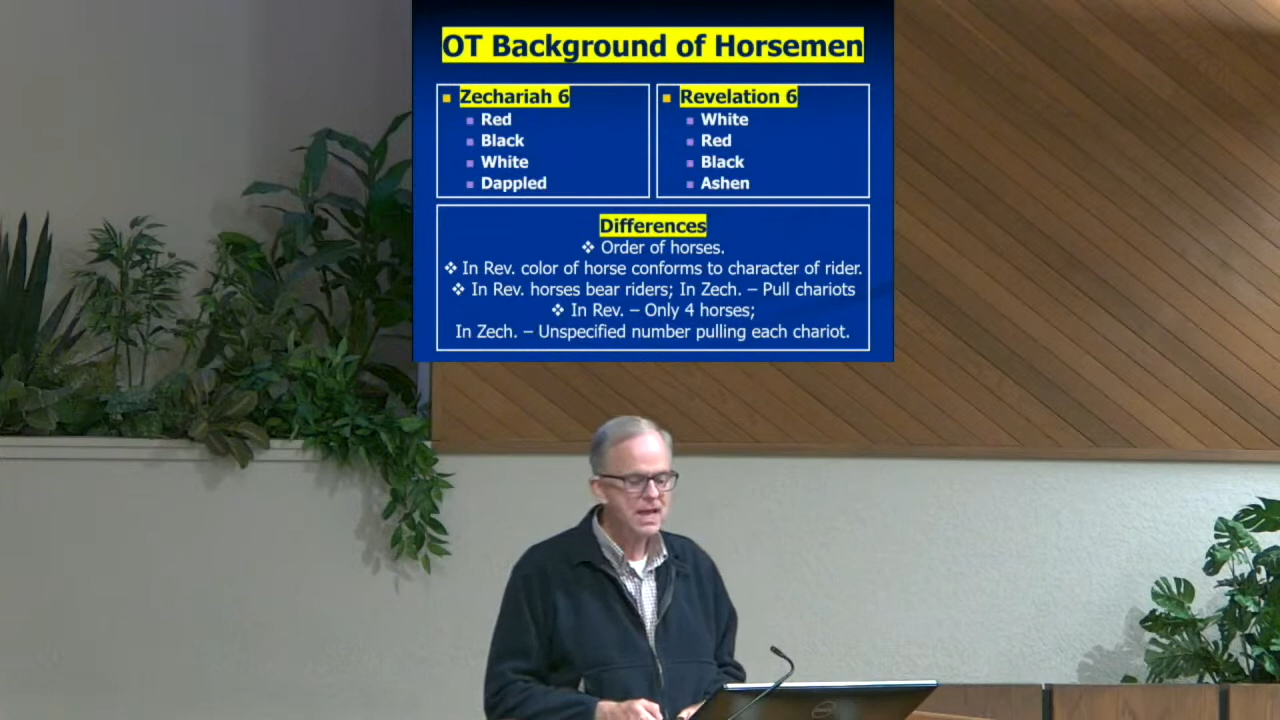 OT Background of Horsemen
Zechariah 6
Red
Black
White
Dappled
Revelation 6
White
Red
Black
Ashen
Differences
Order of horses.
In Rev. color of horse conforms to character of rider.
In Rev. horses bear riders; In Zech. – Pull chariots
In Rev. – Only 4 horses;
In Zech. – Unspecified number pulling each chariot.